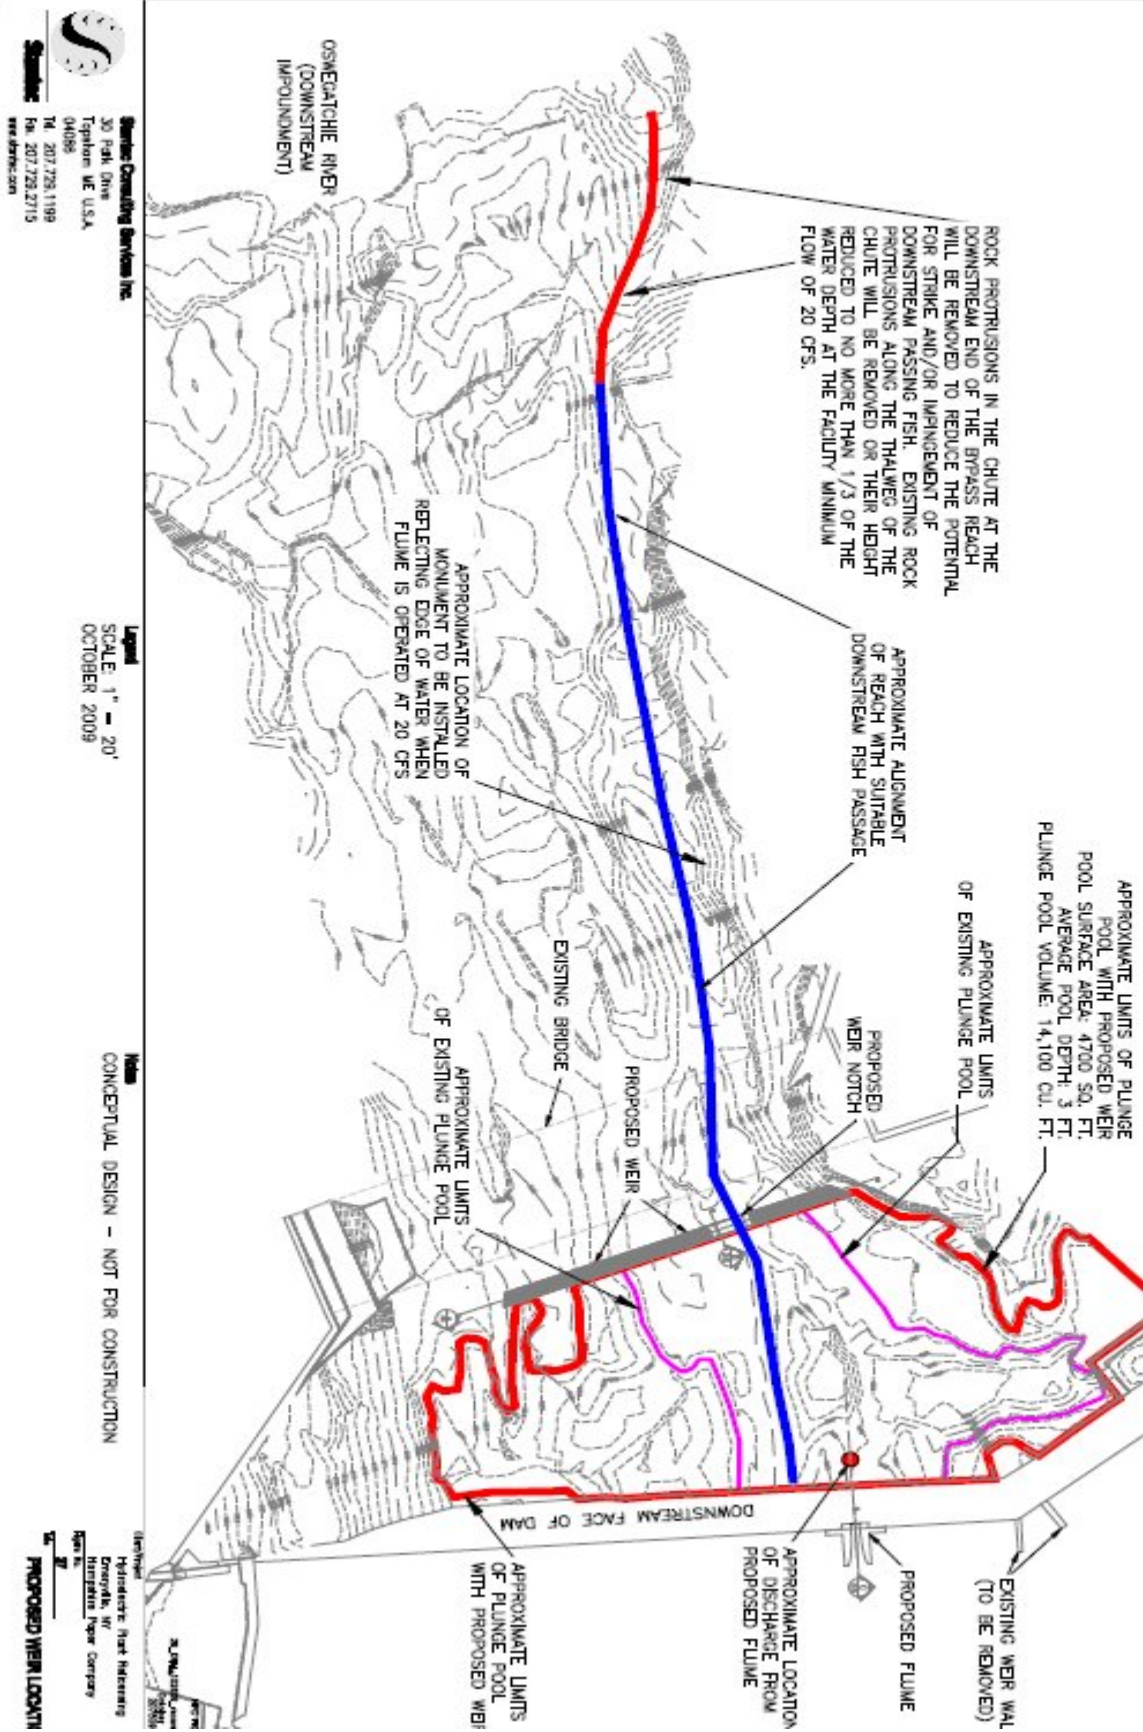 ROCK PROTRUSIONS IN THE CHUTE AT THE
DOWNSTREAM END OF THE BYPASS REACH
WILL BE REMOVED TO REDUCE THE POTENTIAL
FOR STRIKE AND/OR IMPINGEMENT OF
DOWNSTREAM PASSING FISH. EXISTING ROCK
PROTRUSIONS ALONG THE THALWEG OF THE
CHUTE WILL BE REMOVED OR THEIR HEIGHT
REDUCED TO NO MORE THAN 1/3 OF THE
WATER DEPTH AT THE FACILITY MINIMUM
FLOW OF 20 CFS.
APPROXIMATE ALIGNMENT
OF REACH WITH SUITABLE
DOWNSTREAM FISH PASSAGE
APPROXIMATE LIMITS OF PLUNGE
POOL WITH PROPOSED WEIR
POOL SURFACE AREA: 4700 SQ. FT.
AVERAGE POOL DEPTH: 3 FT.
PLUNGE POOL VOLUME: 14,100 CU. FT.
APPROXIMATE LIMITS
OF EXISTING PLUNGE POOL
PROPOSED
WEIR NOTCH
EXISTING WEIR WAL
(TO BE REMOVED)
PROPOSED FLUME
APPROXIMATE LOCATION
OF DISCHARGE FROM
PROPOSED FLUME
DOWNSTREAM FACE OF DAM
OSWEGATCHIE RIVER
(DOWNSTREAM
IMPOUNDMENT)
APPROXIMATE LOCATION OF
MONUMENT TO BE INSTALLED
REFLECTING EDGE OF WATER WHEN
FLUME IS OPERATED AT 20 CFS
EXISTING BRIDGE
PROPOSED WEIR
APPROXIMATE LIMITS
OF EXISTING PLUNGE POOL
APPROXIMATE LIMITS
OF PLUNGE POOL
WITH PROPOSED WEIR
Stantec
Stantec Consulting Services Inc.
30 Park Drive
Topsham ME U.S.A.
04086
Tel. 207.729.1199
Fax. 207.729.2715
www.stantec.com
Legend
SCALE: 1" = 20'
OCTOBER 2009
Notes
CONCEPTUAL DESIGN - NOT FOR CONSTRUCTION
Client/Project
Hydroelectric Plant Relicensing
Emeryville, NY
Hampshire Paper Company
Figure No.
Title
PROPOSED WEIR LOCATI